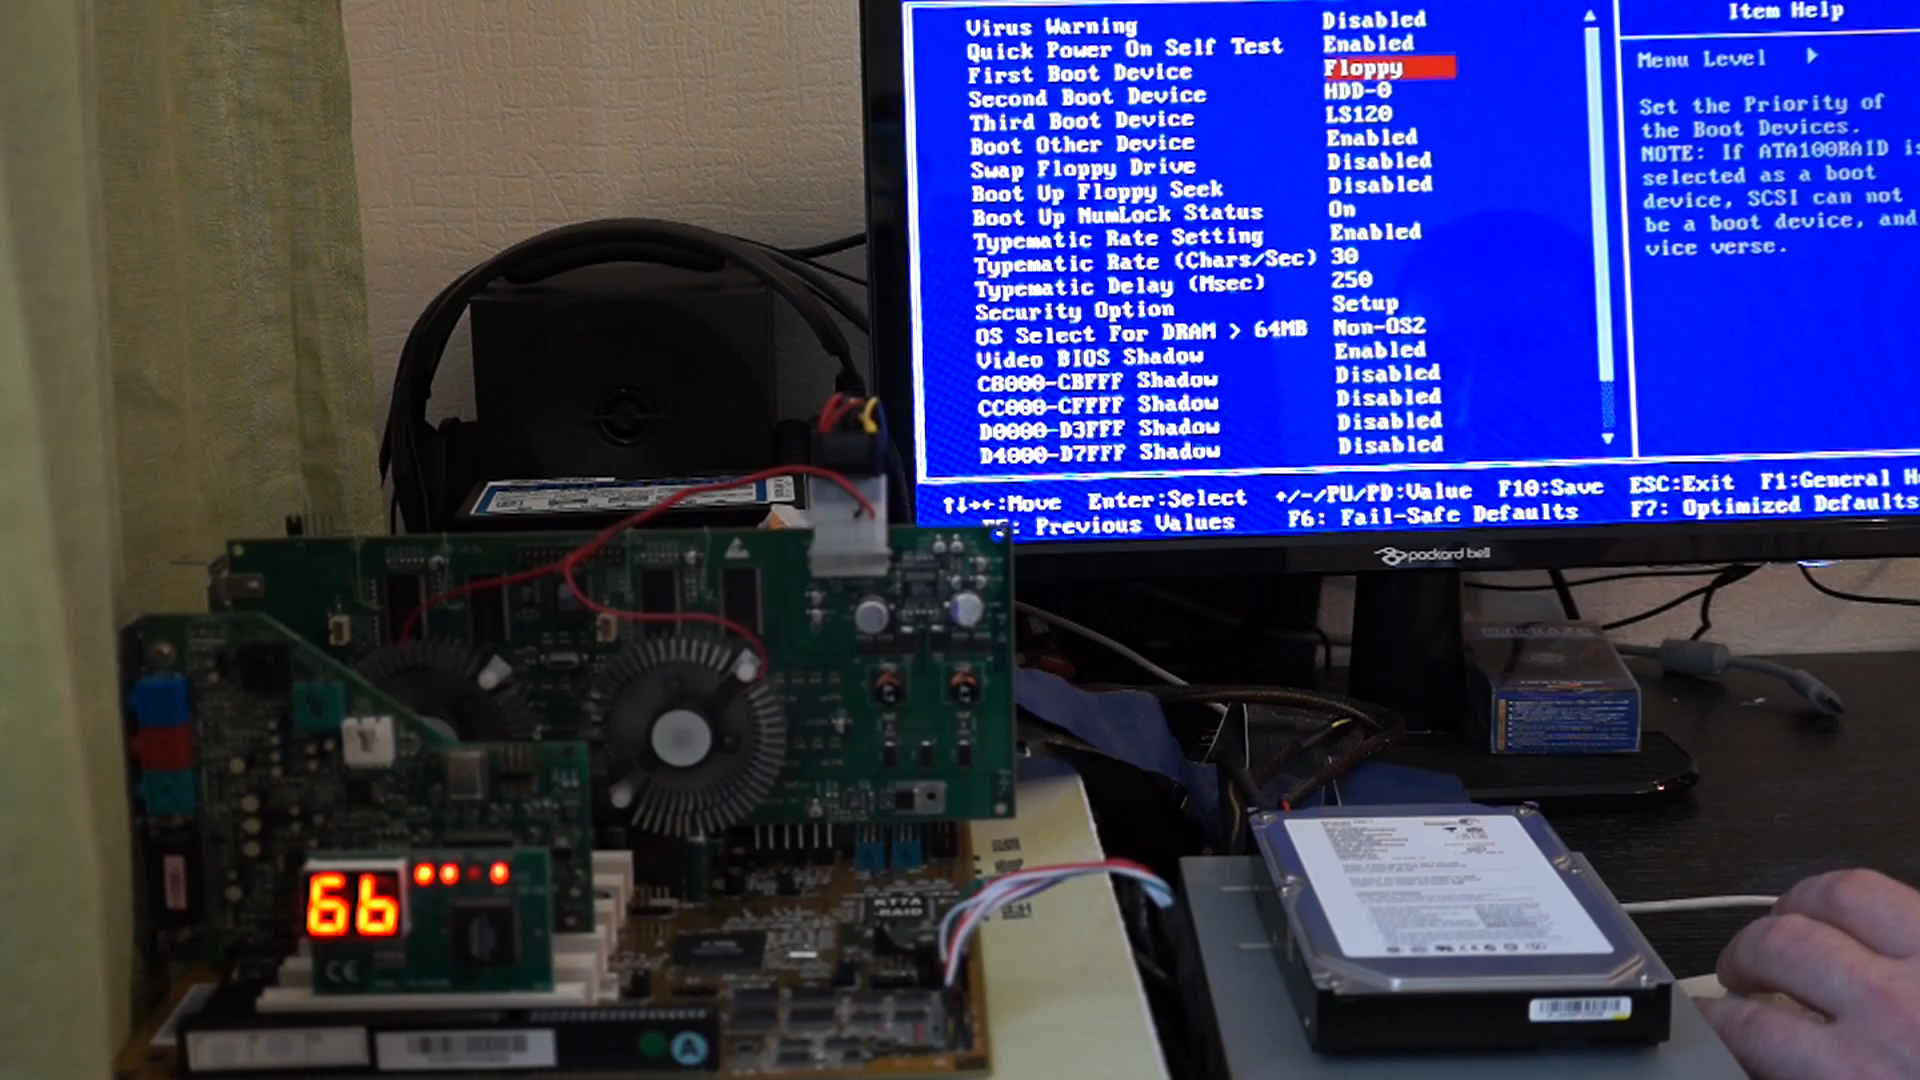 Virus Warning Disabled
Quick Power On Self Test Enabled
First Boot Device Floppy
Second Boot Device HDD-0
Third Boot Device LS120
Boot Other Device Enabled
Swap Floppy Drive Disabled
Boot Up Floppy Seek Disabled
Boot Up NumLock Status On
Typematic Rate Setting Enabled
Typematic Rate (Chars/Sec) 30
Typematic Delay (Msec) 250
Security Option Setup
OS Select For DRAM > 64MB Non-OS2
Video BIOS Shadow Enabled
C8000-CBFFF Shadow Disabled
CC000-CFFFF Shadow Disabled
D0000-D3FFF Shadow Disabled
D4000-D7FFF Shadow Disabled
Item Help
Menu Level
Set the Priority of
the Boot Devices.
NOTE: If ATA100RAID is
selected as a boot
device, SCSI can not
be a boot device, and
vice verse.
↑↓→←:Move Enter:Select +/-/PU/PD:Value F10:Save ESC:Exit F1:General
F5: Previous Values F6: Fail-Safe Defaults F7: Optimized Defaults
packard bell
6b
KT7A
-RAID
CE
A